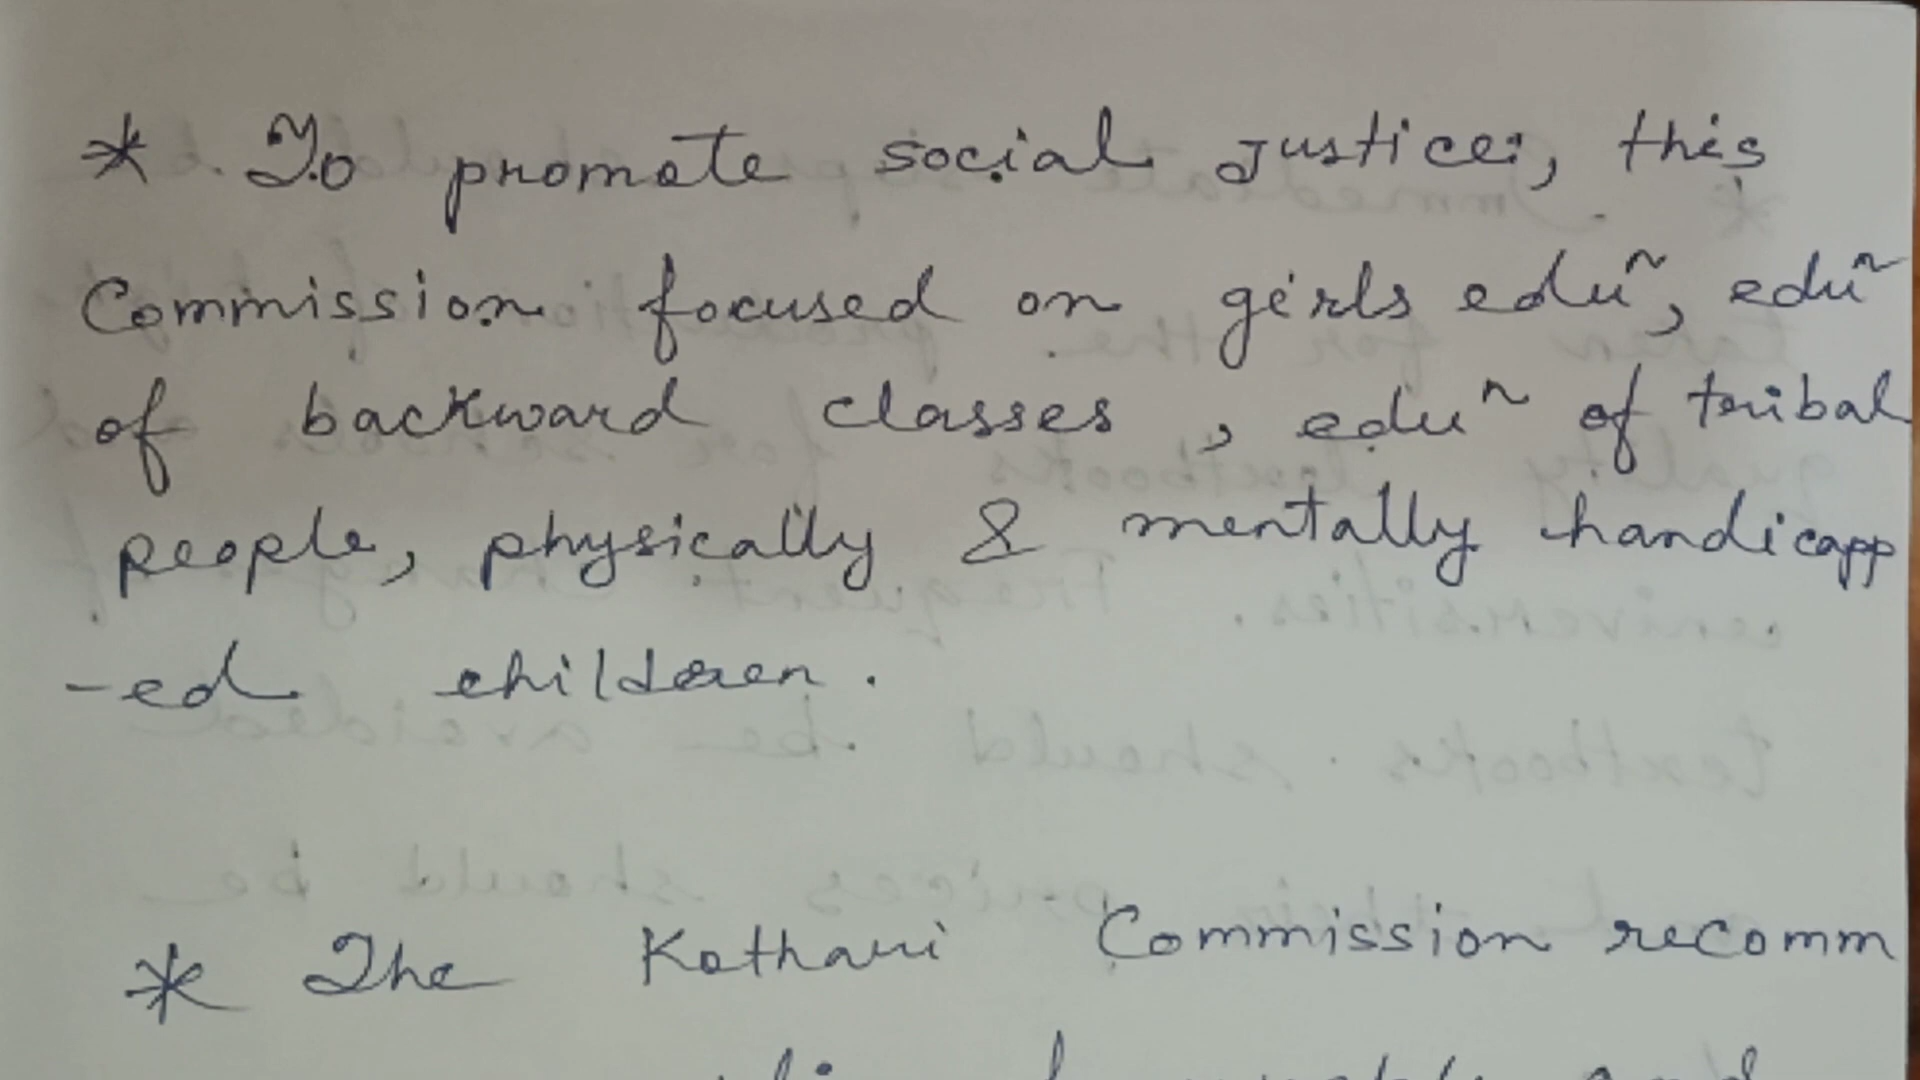 * To promote social Justice, this
Commission focused on girls eduⁿ, eduⁿ
of backward classes, eduⁿ of tribal
people, physically & mentally handicapp
-ed children.
* The Kothari Commission recomm